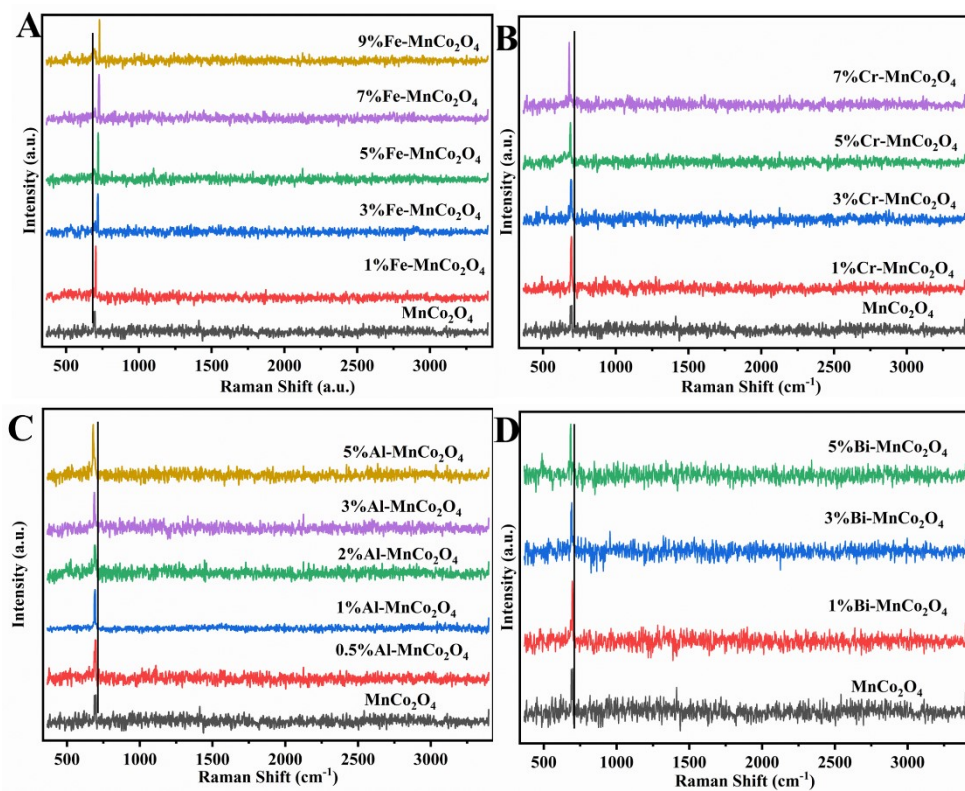 A
9%Fe-MnCo₂O₄
7%Fe-MnCo₂O₄
5%Fe-MnCo₂O₄
3%Fe-MnCo₂O₄
1%Fe-MnCo₂O₄
MnCo₂O₄
Intensity (a.u.)
500 1000 1500 2000 2500 3000
Raman Shift (a.u.)
B
7%Cr-MnCo₂O₄
5%Cr-MnCo₂O₄
3%Cr-MnCo₂O₄
1%Cr-MnCo₂O₄
MnCo₂O₄
Intensity (a.u.)
500 1000 1500 2000 2500 3000
Raman Shift (cm⁻¹)
C
5%Al-MnCo₂O₄
3%Al-MnCo₂O₄
2%Al-MnCo₂O₄
1%Al-MnCo₂O₄
0.5%Al-MnCo₂O₄
MnCo₂O₄
Intensity (a.u.)
500 1000 1500 2000 2500 3000
Raman Shift (cm⁻¹)
D
5%Bi-MnCo₂O₄
3%Bi-MnCo₂O₄
1%Bi-MnCo₂O₄
MnCo₂O₄
Intensity (a.u.)
500 1000 1500 2000 2500 3000
Raman Shift (cm⁻¹)